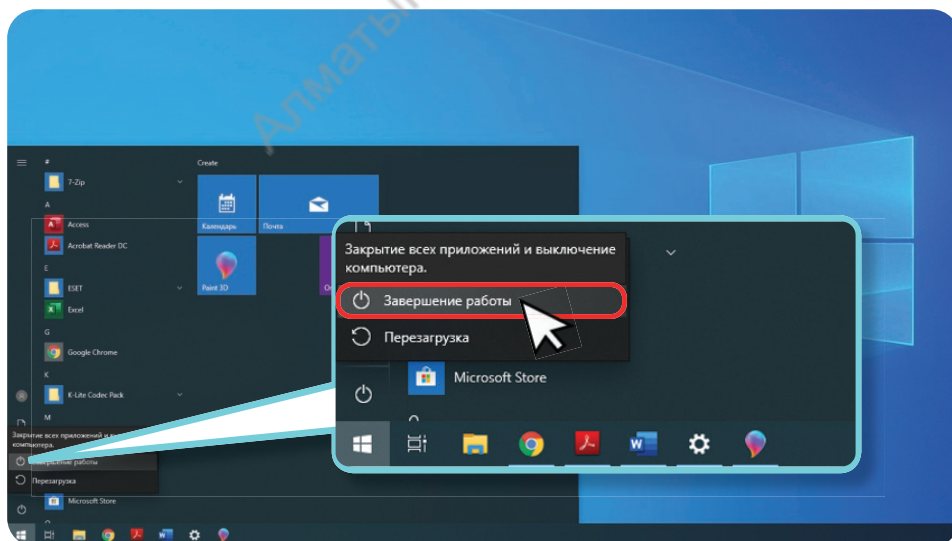 Алматы
#
Create
7-Zip
A
Access
Календарь
Почта
Acrobat Reader DC
E
ESET
Paint 3D
Excel
G
Google Chrome
K
K-Lite Codec Pack
M
Закрытие всех приложений и
компьютера.
Завершение работы
Перезагрузка
Microsoft Store
Закрытие всех приложений и выключение
компьютера.
Завершение работы
Перезагрузка
Microsoft Store